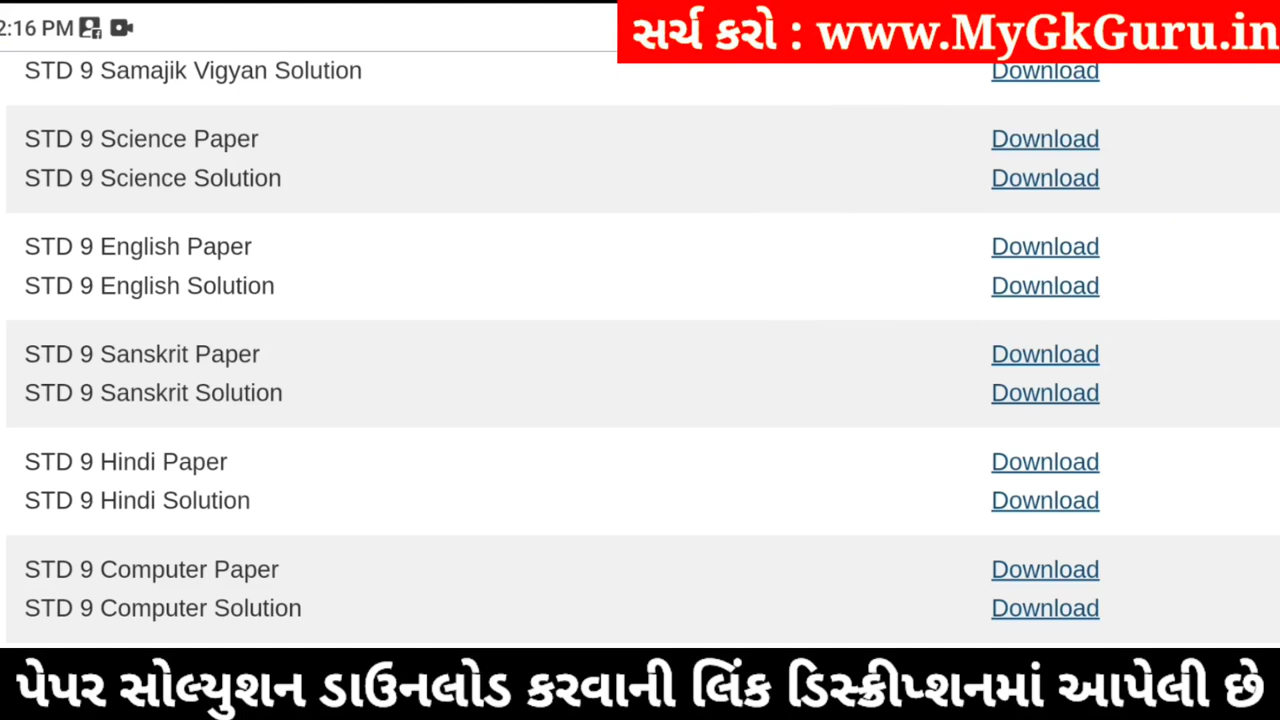 2:16 PM
સર્ચ કરો : www.MyGkGuru.in
STD 9 Samajik Vigyan Solution Download
STD 9 Science Paper Download
STD 9 Science Solution Download
STD 9 English Paper Download
STD 9 English Solution Download
STD 9 Sanskrit Paper Download
STD 9 Sanskrit Solution Download
STD 9 Hindi Paper Download
STD 9 Hindi Solution Download
STD 9 Computer Paper Download
STD 9 Computer Solution Download
પેપર સોલ્યુશન ડાઉનલોડ કરવાની લિંક ડિસ્ક્રીપ્શનમાં આપેલી છે